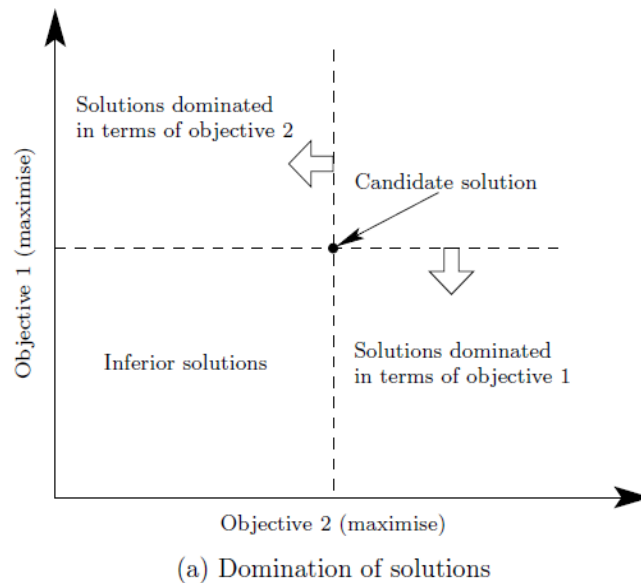 Objective 1 (maximise)
Solutions dominated
in terms of objective 2
Candidate solution
Inferior solutions
Solutions dominated
in terms of objective 1
Objective 2 (maximise)
(a) Domination of solutions